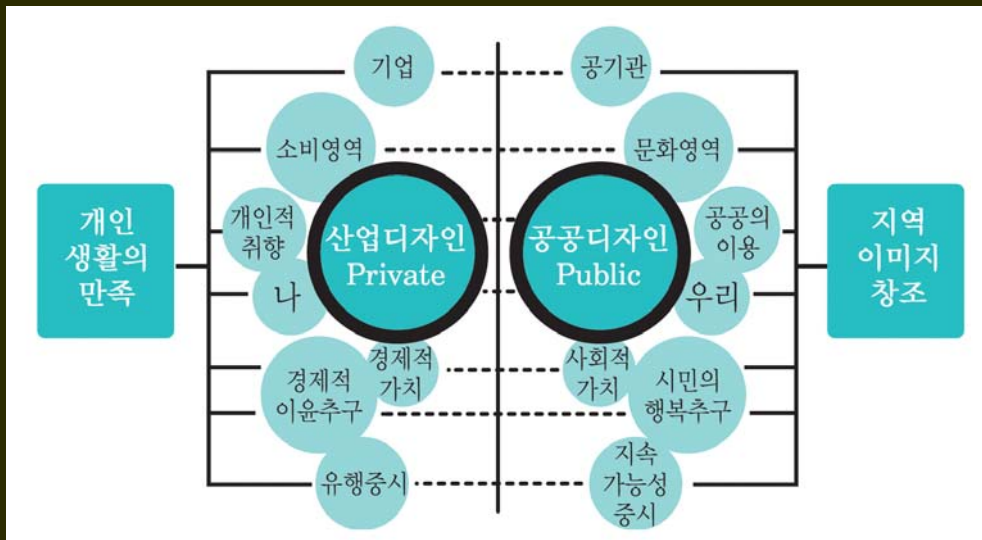 기업
공기관
소비영역
문화영역
개인적
취향
공공의
이용
산업디자인
Private
공공디자인
Public
개인
생활의
만족
지역
이미지
창조
나
우리
경제적
가치
사회적
가치
경제적
이윤추구
시민의
행복추구
유행중시
지속
가능성
중시